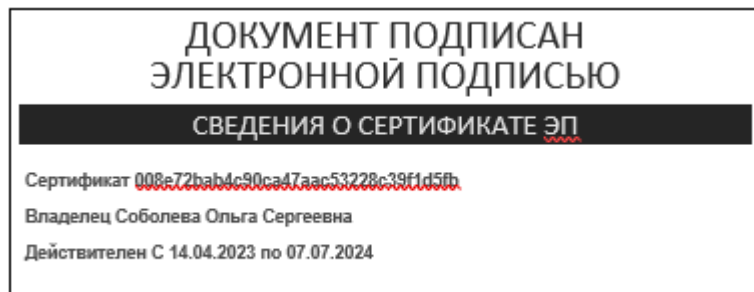 ДОКУМЕНТ ПОДПИСАН
ЭЛЕКТРОННОЙ ПОДПИСЬЮ
СВЕДЕНИЯ О СЕРТИФИКАТЕ ЭП
Сертификат 008e72bab4c90ca47aac53228c39f1d5fb
Владелец Соболева Ольга Сергеевна
Действителен С 14.04.2023 по 07.07.2024